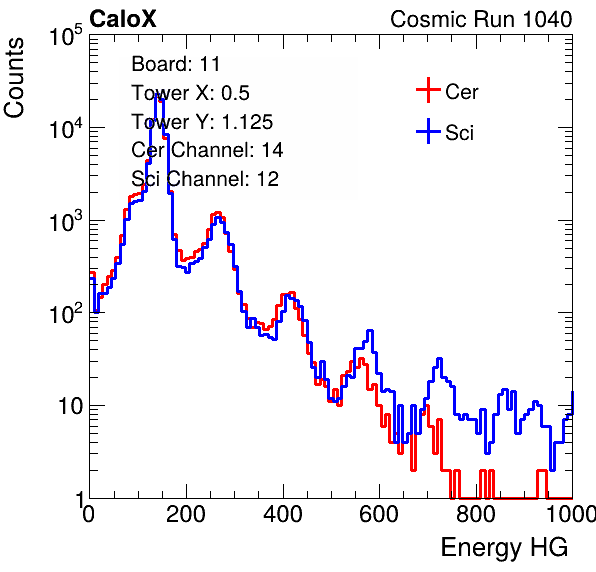 CaloX Cosmic Run 1040
Counts
10^5
10^4
10^3
10^2
10
1
Board: 11
Tower X: 0.5
Tower Y: 1.125
Cer Channel: 14
Sci Channel: 12
Cer
Sci
0 200 400 600 800 1000
Energy HG